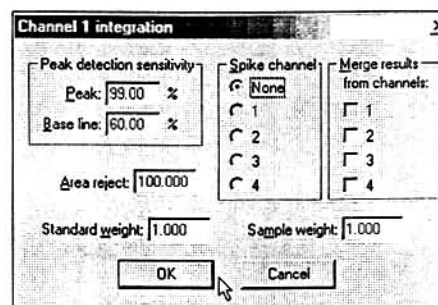 Channel 1 integration
Peak detection sensitivity
Peak: 99.00 %
Base line: 60.00 %
Area reject: 100.000
Spike channel
None
1
2
3
4
Merge results
from channels:
1
2
3
4
Standard weight: 1.000
Sample weight: 1.000
OK
Cancel